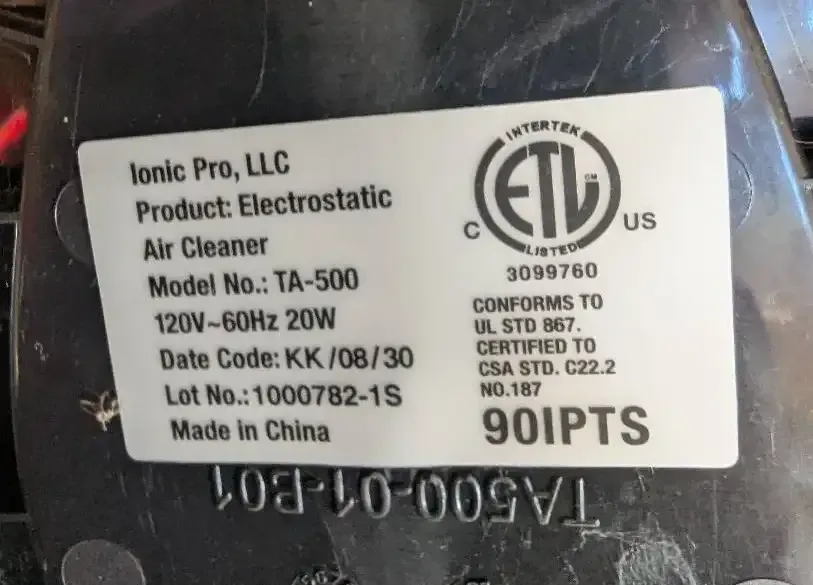 Ionic Pro, LLC
Product: Electrostatic
Air Cleaner
Model No.: TA-500
120V~60Hz 20W
Date Code: KK/08/30
Lot No.:1000782-1S
Made in China
INTERTEK
ETL
SM
C
US
LISTED
3099760
CONFORMS TO
UL STD 867.
CERTIFIED TO
CSA STD. C22.2
NO.187
90IPTS
TA500-01-B01